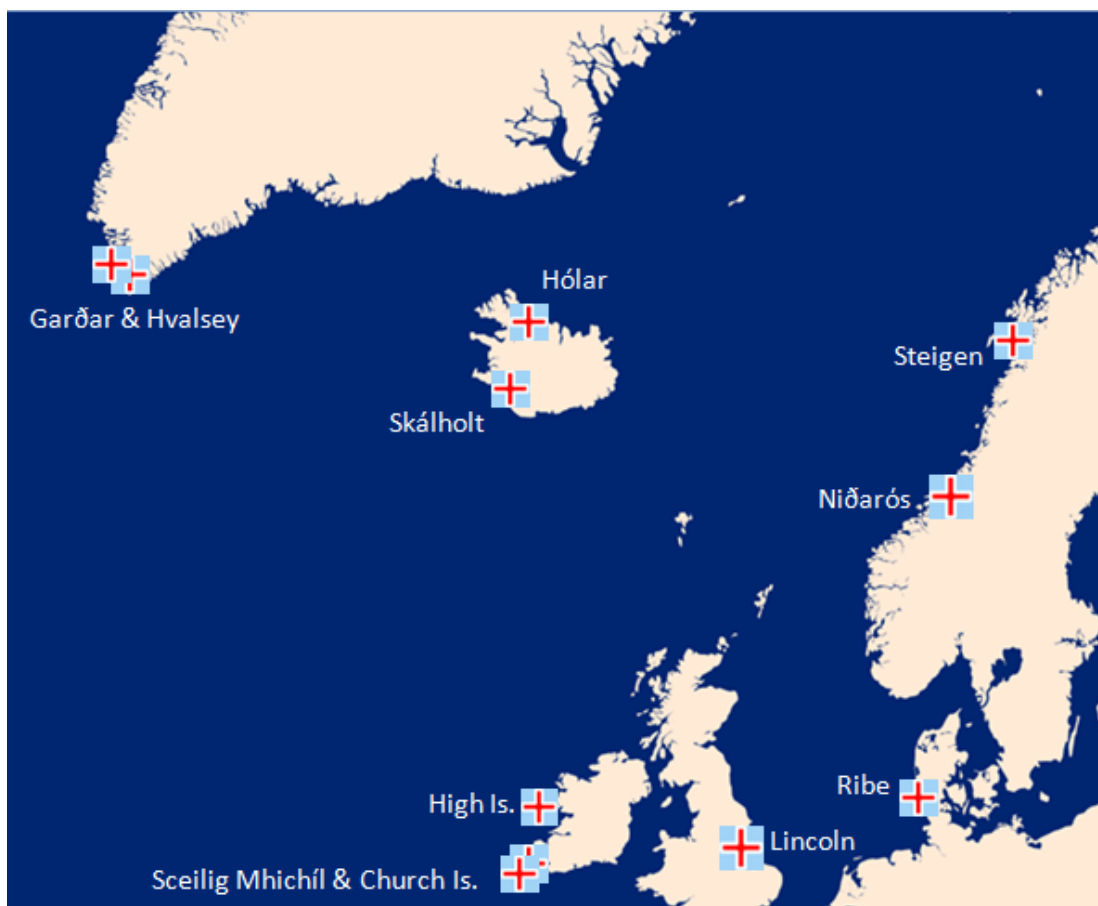 Hólar
Garðar & Hvalsey
Steigen
Skálholt
Niðarós
Ribe
High Is.
Lincoln
Sceilig Mhichíl & Church Is.